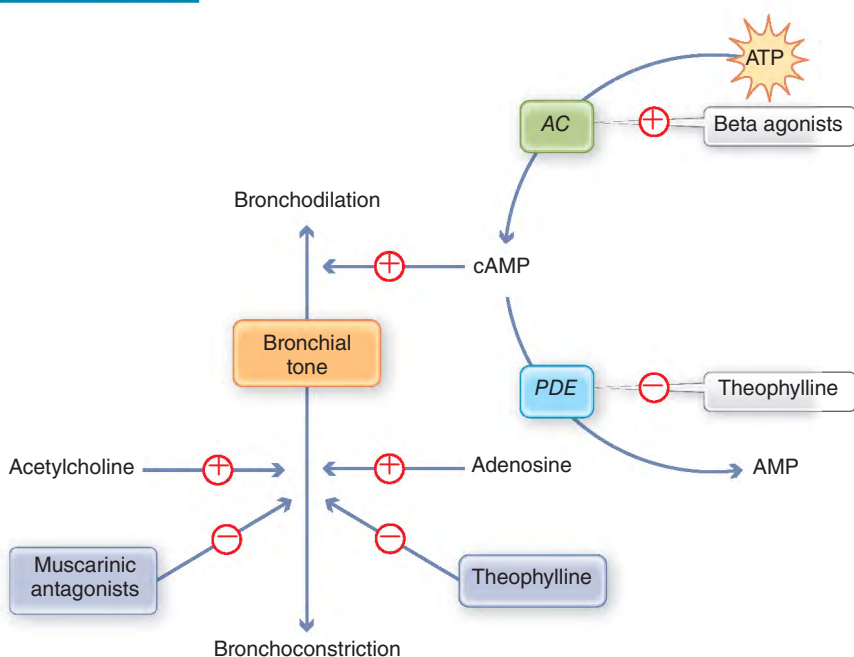 ATP
AC
+
Beta agonists
Bronchodilation
+
cAMP
Bronchial
tone
PDE
−
Theophylline
Acetylcholine
+
+
Adenosine
AMP
−
−
Muscarinic
antagonists
Theophylline
Bronchoconstriction